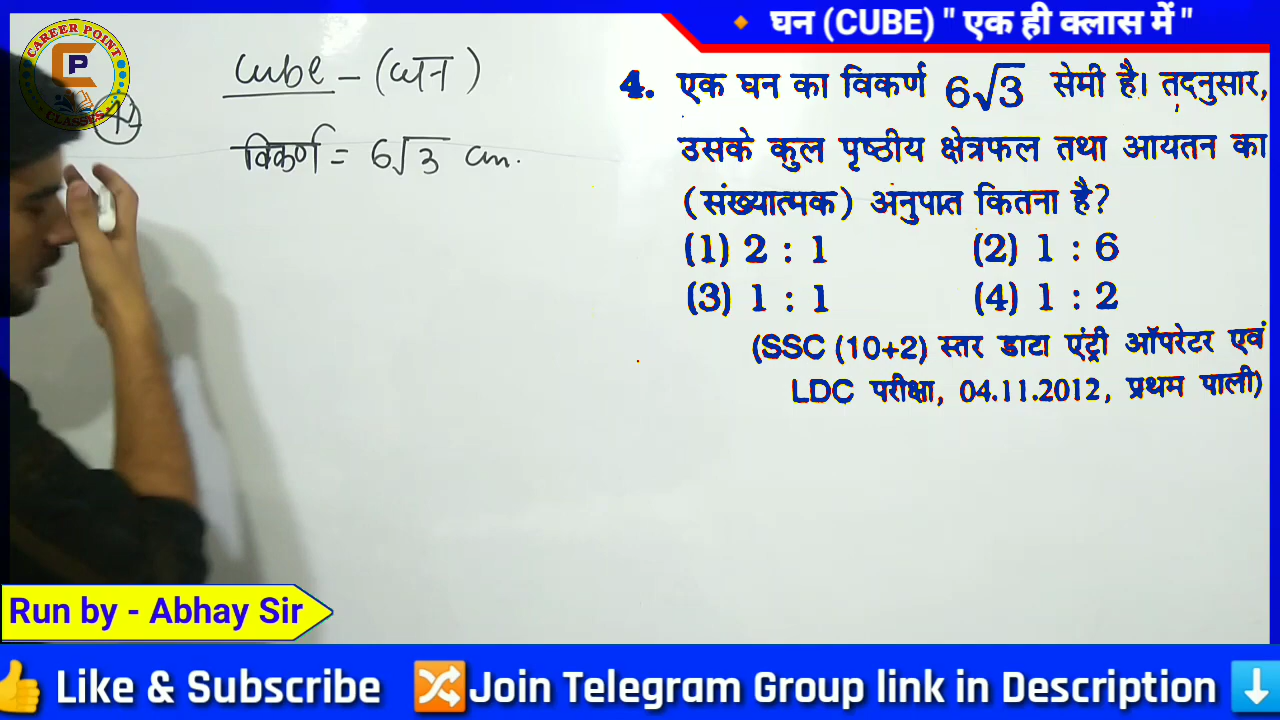 🔸 घन (CUBE) " एक ही क्लास में "
CAREER POINT
CP
CLASSES
Cube - (घन)
विकर्ण = 6√3 cm.
4. एक घन का विकर्ण 6√3 सेमी है। तद्नुसार,
उसके कुल पृष्ठीय क्षेत्रफल तथा आयतन का
(संख्यात्मक) अनुपात कितना है?
(1) 2 : 1 (2) 1 : 6
(3) 1 : 1 (4) 1 : 2
(SSC (10+2) स्तर डाटा एंट्री ऑपरेटर एवं
LDC परीक्षा, 04.11.2012, प्रथम पाली)
Run by - Abhay Sir
👍 Like & Subscribe 🔀 Join Telegram Group link in Description ⬇️